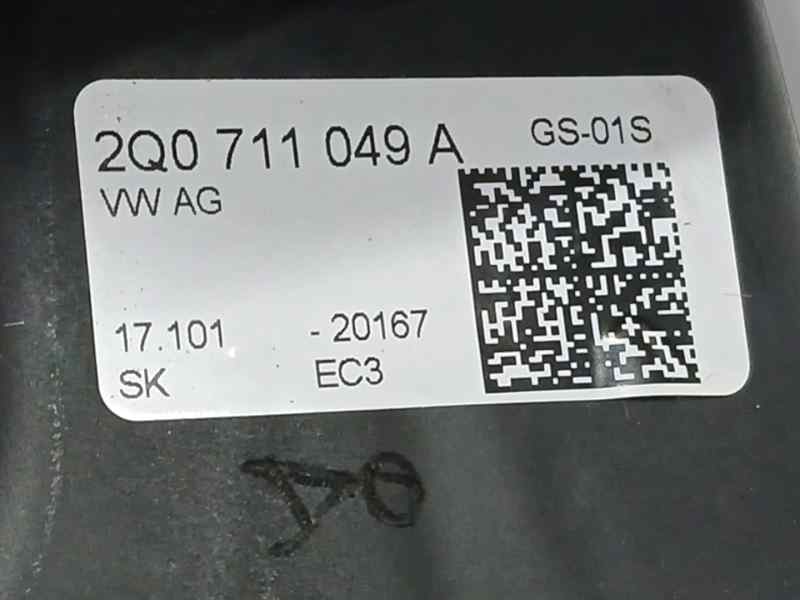 2Q0 711 049 A GS-01S
VW AG
17.101 - 20167
SK EC3